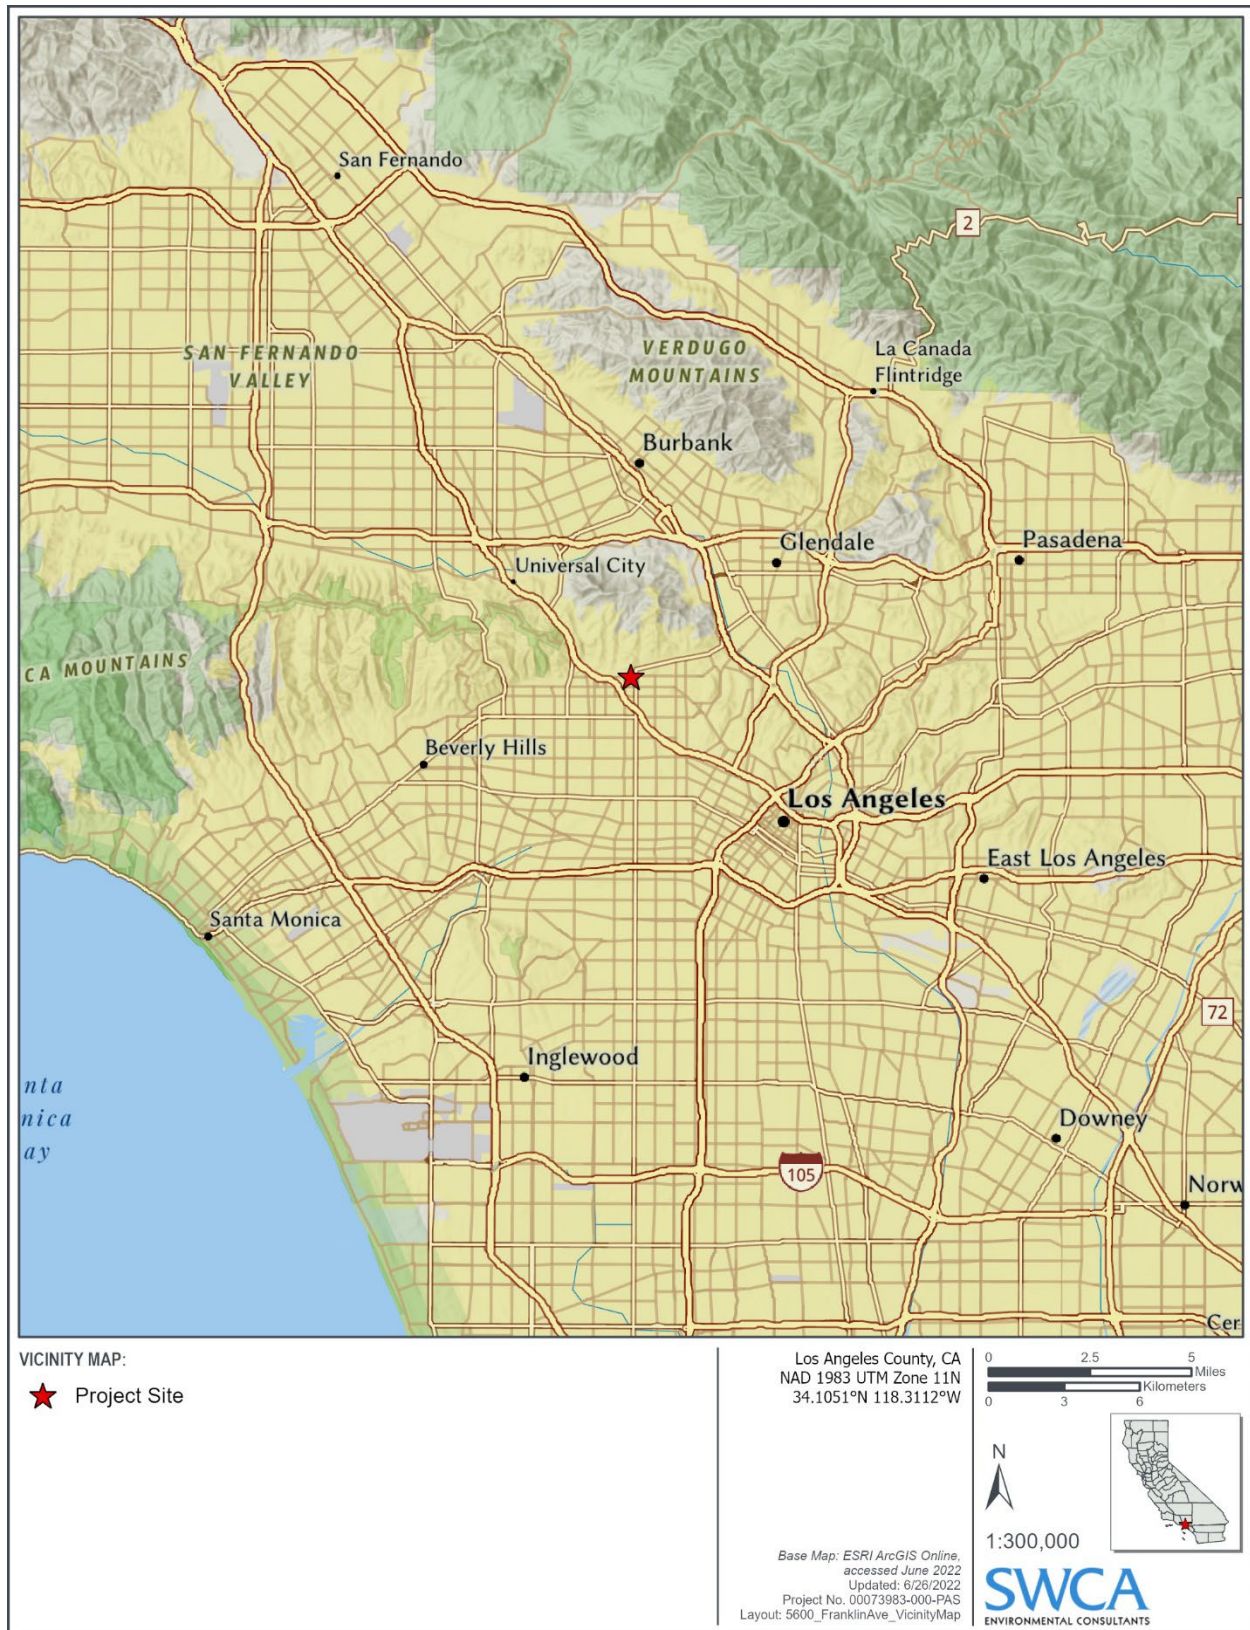 San Fernando
2
SAN FERNANDO
VALLEY
VERDUGO
MOUNTAINS
La Canada
Flintridge
Burbank
Glendale
Pasadena
Universal City
CA MOUNTAINS
Beverly Hills
Los Angeles
East Los Angeles
Santa Monica
72
Inglewood
nta
nica
ay
Downey
105
Norw
Cer
VICINITY MAP:
Project Site
Los Angeles County, CA
NAD 1983 UTM Zone 11N
34.1051°N 118.3112°W
Base Map: ESRI ArcGIS Online,
accessed June 2022
Updated: 6/26/2022
Project No. 00073983-000-PAS
Layout: 5600_FranklinAve_VicinityMap
0 2.5 5
Miles
Kilometers
0 3 6
N
1:300,000
SWCA
ENVIRONMENTAL CONSULTANTS